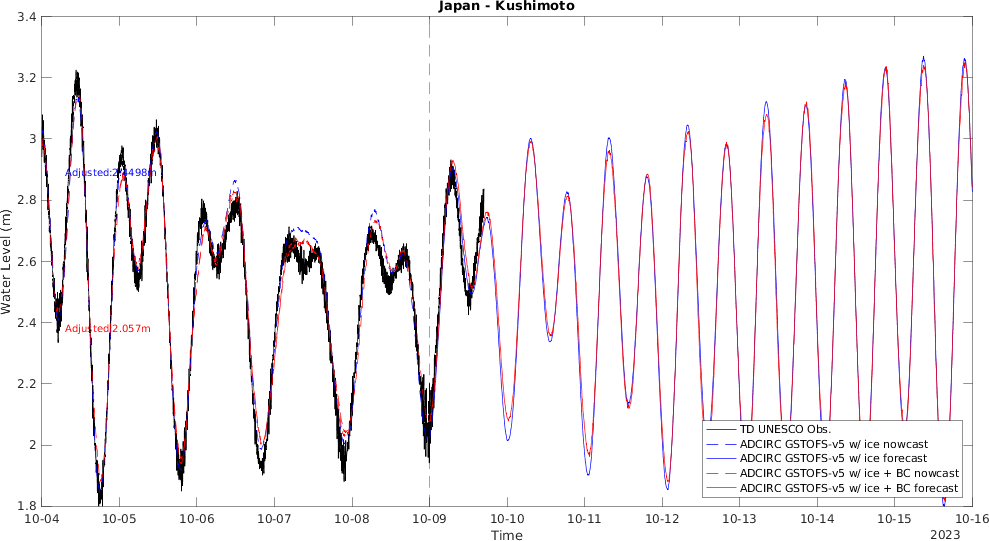 Japan - Kushimoto
3.4
3.2
3
2.8
2.6
2.4
2.2
2
1.8
Water Level (m)
Adjusted:2.4498m
Adjusted:2.057m
TD UNESCO Obs.
ADCIRC GSTOFS-v5 w/ ice nowcast
ADCIRC GSTOFS-v5 w/ ice forecast
ADCIRC GSTOFS-v5 w/ ice + BC nowcast
ADCIRC GSTOFS-v5 w/ ice + BC forecast
10-04 10-05 10-06 10-07 10-08 10-09 10-10 10-11 10-12 10-13 10-14 10-15 10-16
Time
2023